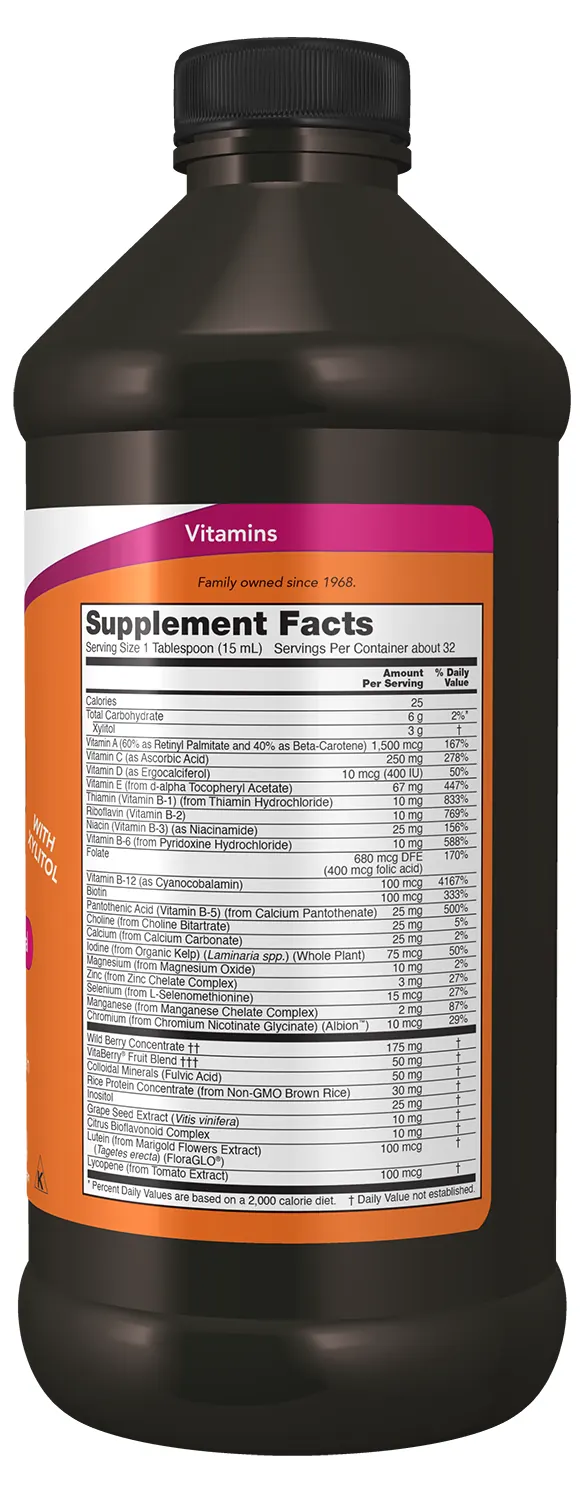 Vitamins
Family owned since 1968.
WITH
XYLITOL
Supplement Facts
Serving Size 1 Tablespoon (15 mL) Servings Per Container about 32
Amount Per Serving % Daily Value
Calories 25
Total Carbohydrate 6 g 2%*
Xylitol 3 g †
Vitamin A (60% as Retinyl Palmitate and 40% as Beta-Carotene) 1,500 mcg 167%
Vitamin C (as Ascorbic Acid) 250 mg 278%
Vitamin D (as Ergocalciferol) 10 mcg (400 IU) 50%
Vitamin E (from d-alpha Tocopheryl Acetate) 67 mg 447%
Thiamin (Vitamin B-1) (from Thiamin Hydrochloride) 10 mg 833%
Riboflavin (Vitamin B-2) 10 mg 769%
Niacin (Vitamin B-3) (as Niacinamide) 25 mg 156%
Vitamin B-6 (from Pyridoxine Hydrochloride) 10 mg 588%
Folate 680 mcg DFE 170%
(400 mcg folic acid)
Vitamin B-12 (as Cyanocobalamin) 100 mcg 4167%
Biotin 100 mcg 333%
Pantothenic Acid (Vitamin B-5) (from Calcium Pantothenate) 25 mg 500%
Choline (from Choline Bitartrate) 25 mg 5%
Calcium (from Calcium Carbonate) 25 mg 2%
Iodine (from Organic Kelp) (Laminaria spp.) (Whole Plant) 75 mcg 50%
Magnesium (from Magnesium Oxide) 10 mg 2%
Zinc (from Zinc Chelate Complex) 3 mg 27%
Selenium (from L-Selenomethionine) 15 mcg 27%
Manganese (from Manganese Chelate Complex) 2 mg 87%
Chromium (from Chromium Nicotinate Glycinate) (Albion™) 10 mcg 29%
Wild Berry Concentrate †† 175 mg †
VitaBerry® Fruit Blend ††† 50 mg †
Colloidal Minerals (Fulvic Acid) 50 mg †
Rice Protein Concentrate (from Non-GMO Brown Rice) 30 mg †
Inositol 25 mg †
Grape Seed Extract (Vitis vinifera) 10 mg †
Citrus Bioflavonoid Complex 10 mg †
Lutein (from Marigold Flowers Extract) 100 mcg †
(Tagetes erecta) (FloraGLO®)
Lycopene (from Tomato Extract) 100 mcg †
* Percent Daily Values are based on a 2,000 calorie diet. † Daily Value not established.
K